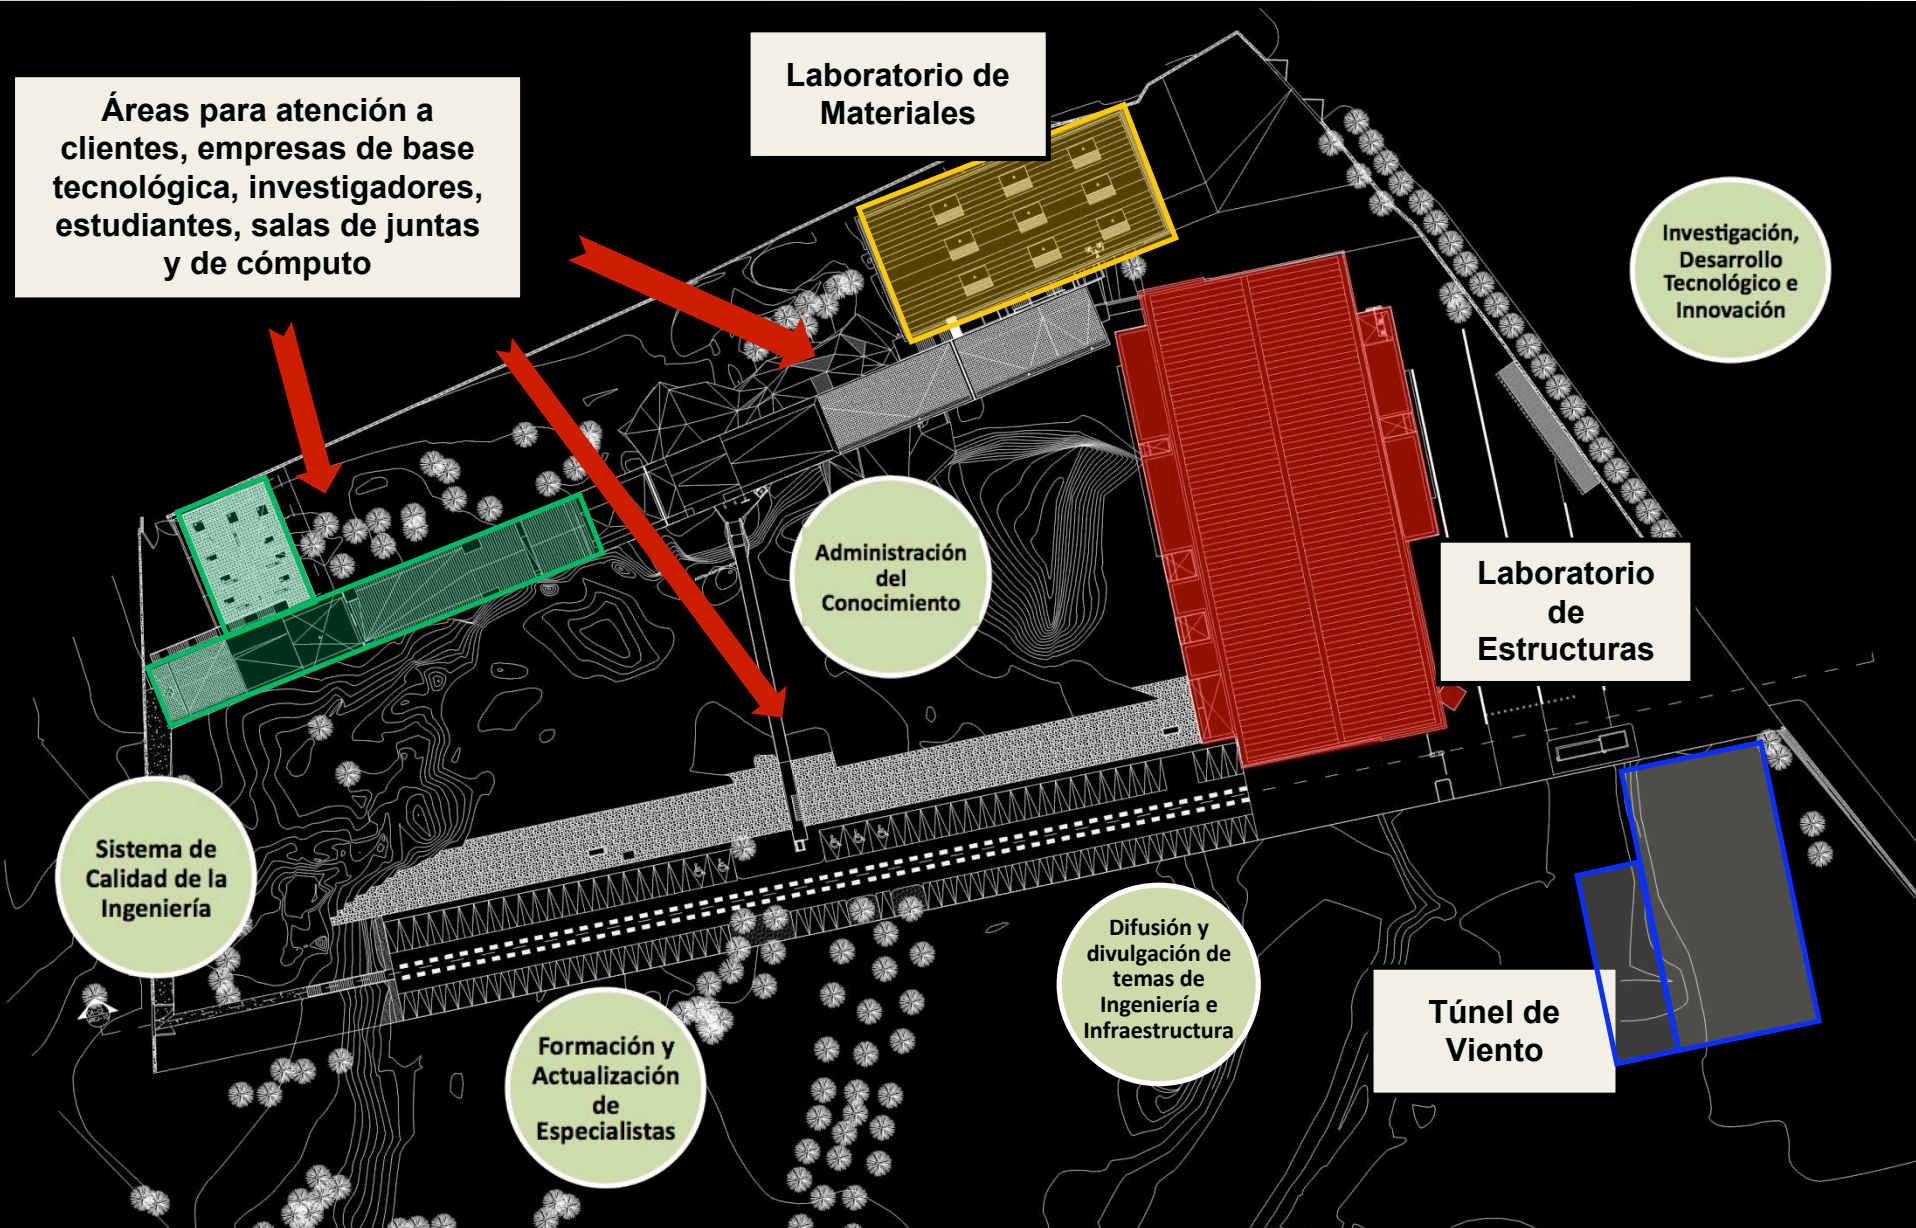 Áreas para atención a
clientes, empresas de base
tecnológica, investigadores,
estudiantes, salas de juntas
y de cómputo
Laboratorio de
Materiales
Investigación,
Desarrollo
Tecnológico e
Innovación
Administración
del
Conocimiento
Laboratorio
de
Estructuras
Sistema de
Calidad de la
Ingeniería
Difusión y
divulgación de
temas de
Ingeniería e
Infraestructura
Formación y
Actualización
de
Especialistas
Túnel de
Viento